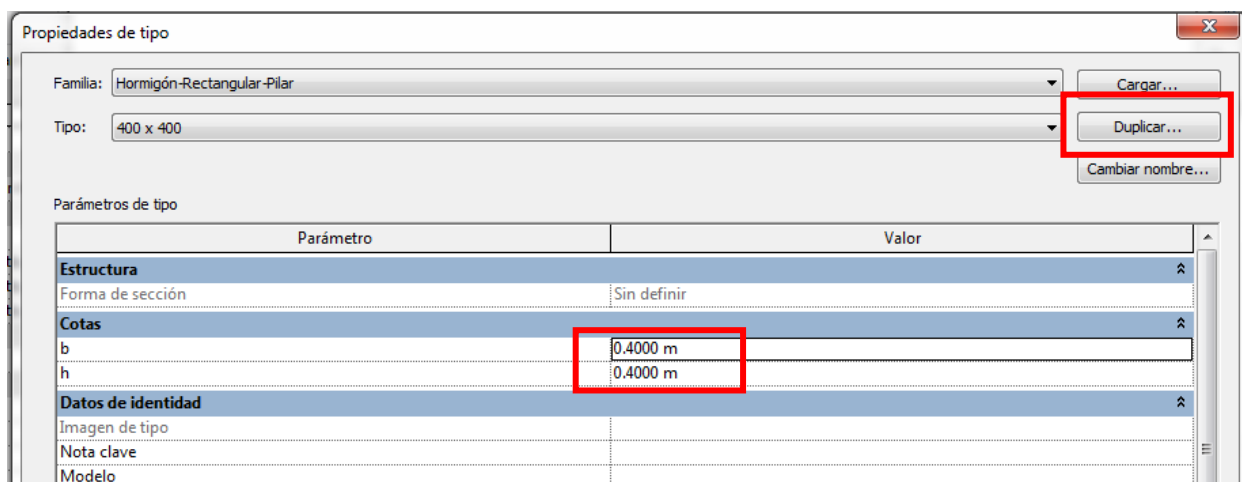 Propiedades de tipo
Familia: Hormigón-Rectangular-Pilar Cargar...
Tipo: 400 x 400 Duplicar...
Cambiar nombre...
Parámetros de tipo
Parámetro Valor
Estructura
Forma de sección Sin definir
Cotas
b 0.4000 m
h 0.4000 m
Datos de identidad
Imagen de tipo
Nota clave
Modelo